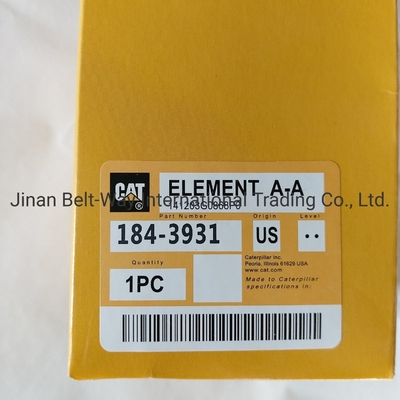 CAT
®
ELEMENT A-A
Jinan Belt-Way International Trading Co., Ltd.
Part Number
Origin
Level
184-3931
US
..
Quantity
1PC
Caterpillar Inc.
Peoria, Illinois 61629 USA
www.cat.com
Made to Caterpillar
specifications in: